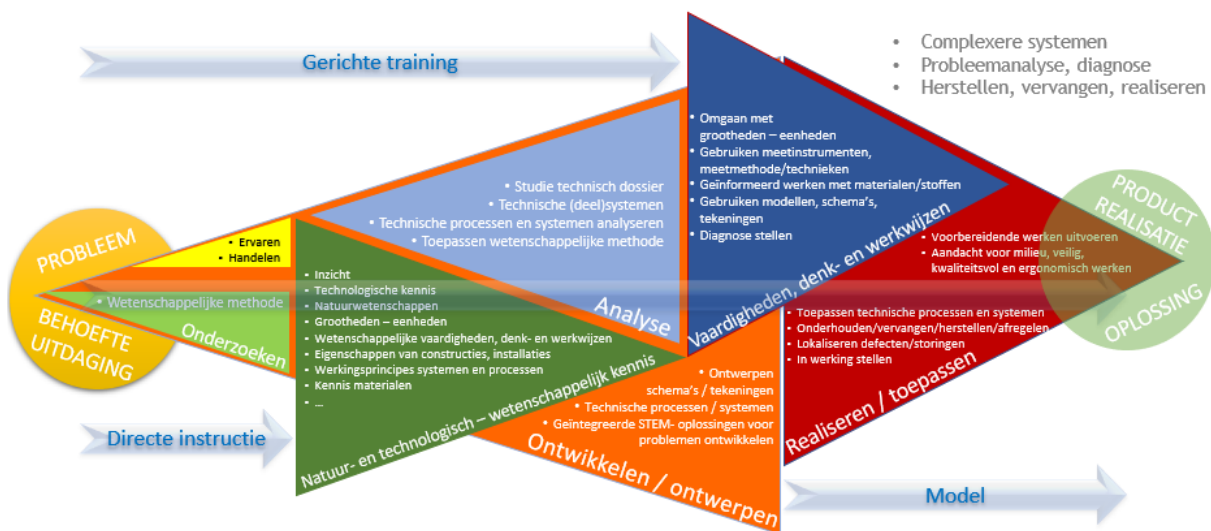 Gerichte training
• Complexere systemen
• Probleemanalyse, diagnose
• Herstellen, vervangen, realiseren
PROBLEEM
BEHOEFTE
UITDAGING
• Ervaren
• Handelen
• Wetenschappelijke methode
Onderzoeken
Directe instructie
• Inzicht
• Technologische kennis
• Natuurwetenschappen
• Grootheden – eenheden
• Wetenschappelijke vaardigheden, denk- en werkwijzen
• Eigenschappen van constructies, installaties
• Werkingsprincipes systemen en processen
• Kennis materialen
• ...
Natuur- en technologisch – wetenschappelijk kennis
• Studie technisch dossier
• Technische (deel)systemen
• Technische processen en systemen analyseren
• Toepassen wetenschappelijke methode
Analyse
• Omgaan met
grootheden – eenheden
• Gebruiken meetinstrumenten,
meetmethode/technieken
• Geïnformeerd werken met materialen/stoffen
• Gebruiken modellen, schema's,
tekeningen
• Diagnose stellen
Vaardigheden, denk- en werkwijzen
• Ontwerpen
schema's / tekeningen
• Technische processen / systemen
• Geïntegreerde STEM- oplossingen voor
problemen ontwikkelen
Ontwikkelen / ontwerpen
• Voorbereidende werken uitvoeren
• Aandacht voor milieu, veilig,
kwaliteitsvol en ergonomisch werken
• Toepassen technische processen en systemen
• Onderhouden/vervangen/herstellen/afregelen
• Lokaliseren defecten/storingen
• In werking stellen
Realiseren / toepassen
PRODUCT
REALISATIE
OPLOSSING
Model